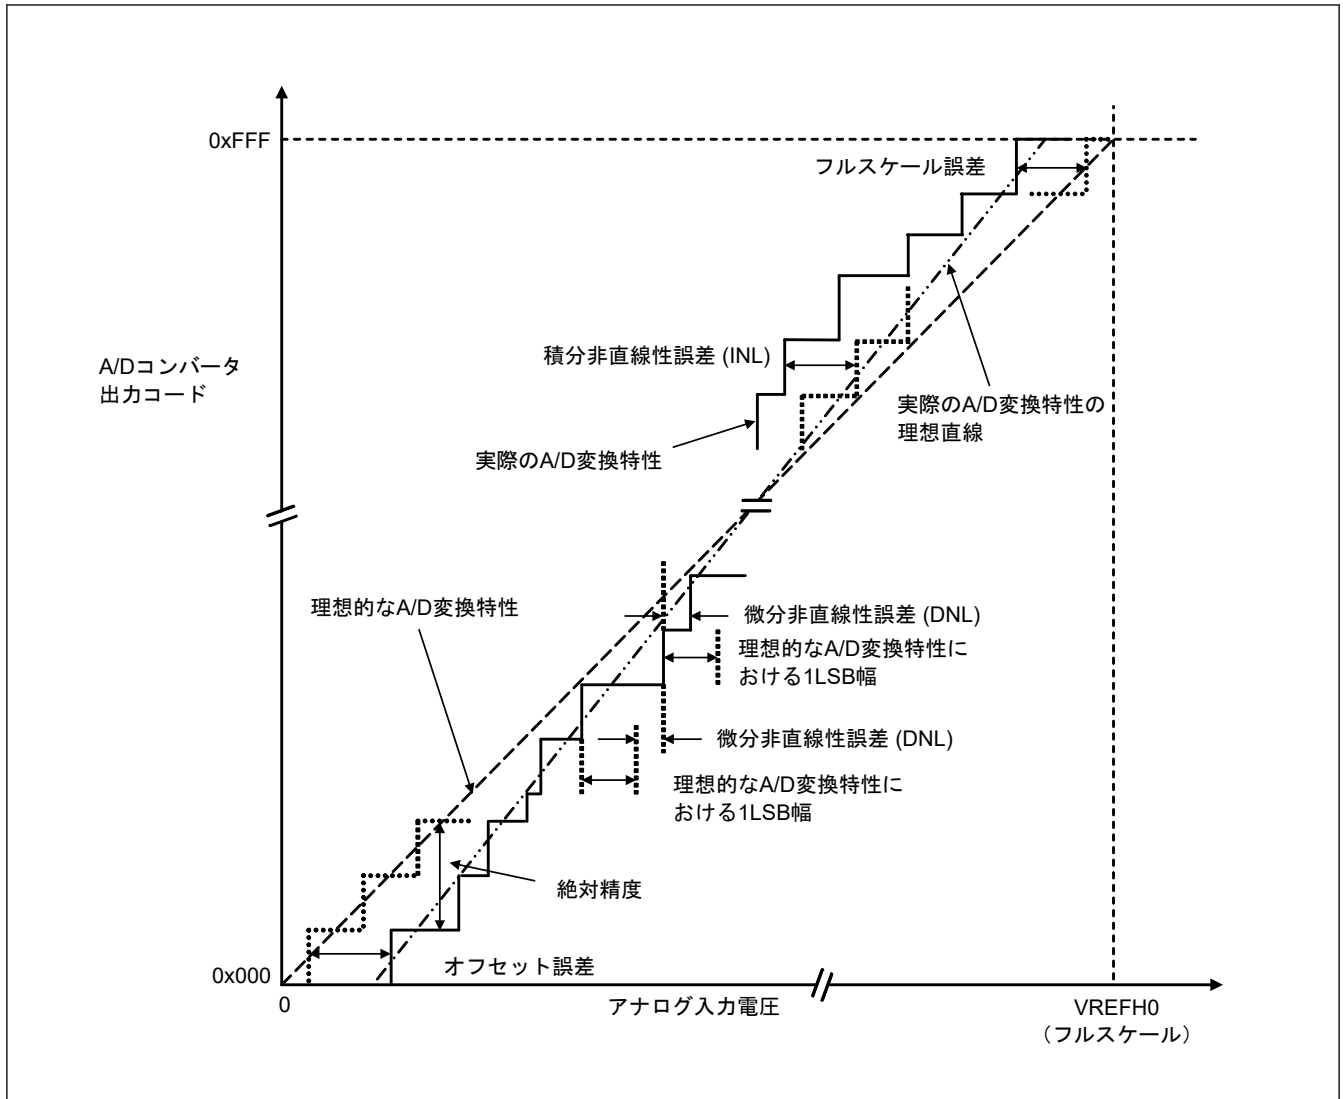 0xFFF
フルスケール誤差
A/Dコンバータ
出力コード
積分非直線性誤差 (INL)
実際のA/D変換特性の
理想直線
実際のA/D変換特性
理想的なA/D変換特性
微分非直線性誤差 (DNL)
理想的なA/D変換特性に
おける1LSB幅
微分非直線性誤差 (DNL)
理想的なA/D変換特性に
おける1LSB幅
絶対精度
オフセット誤差
0x000
0
アナログ入力電圧
VREFH0
(フルスケール)